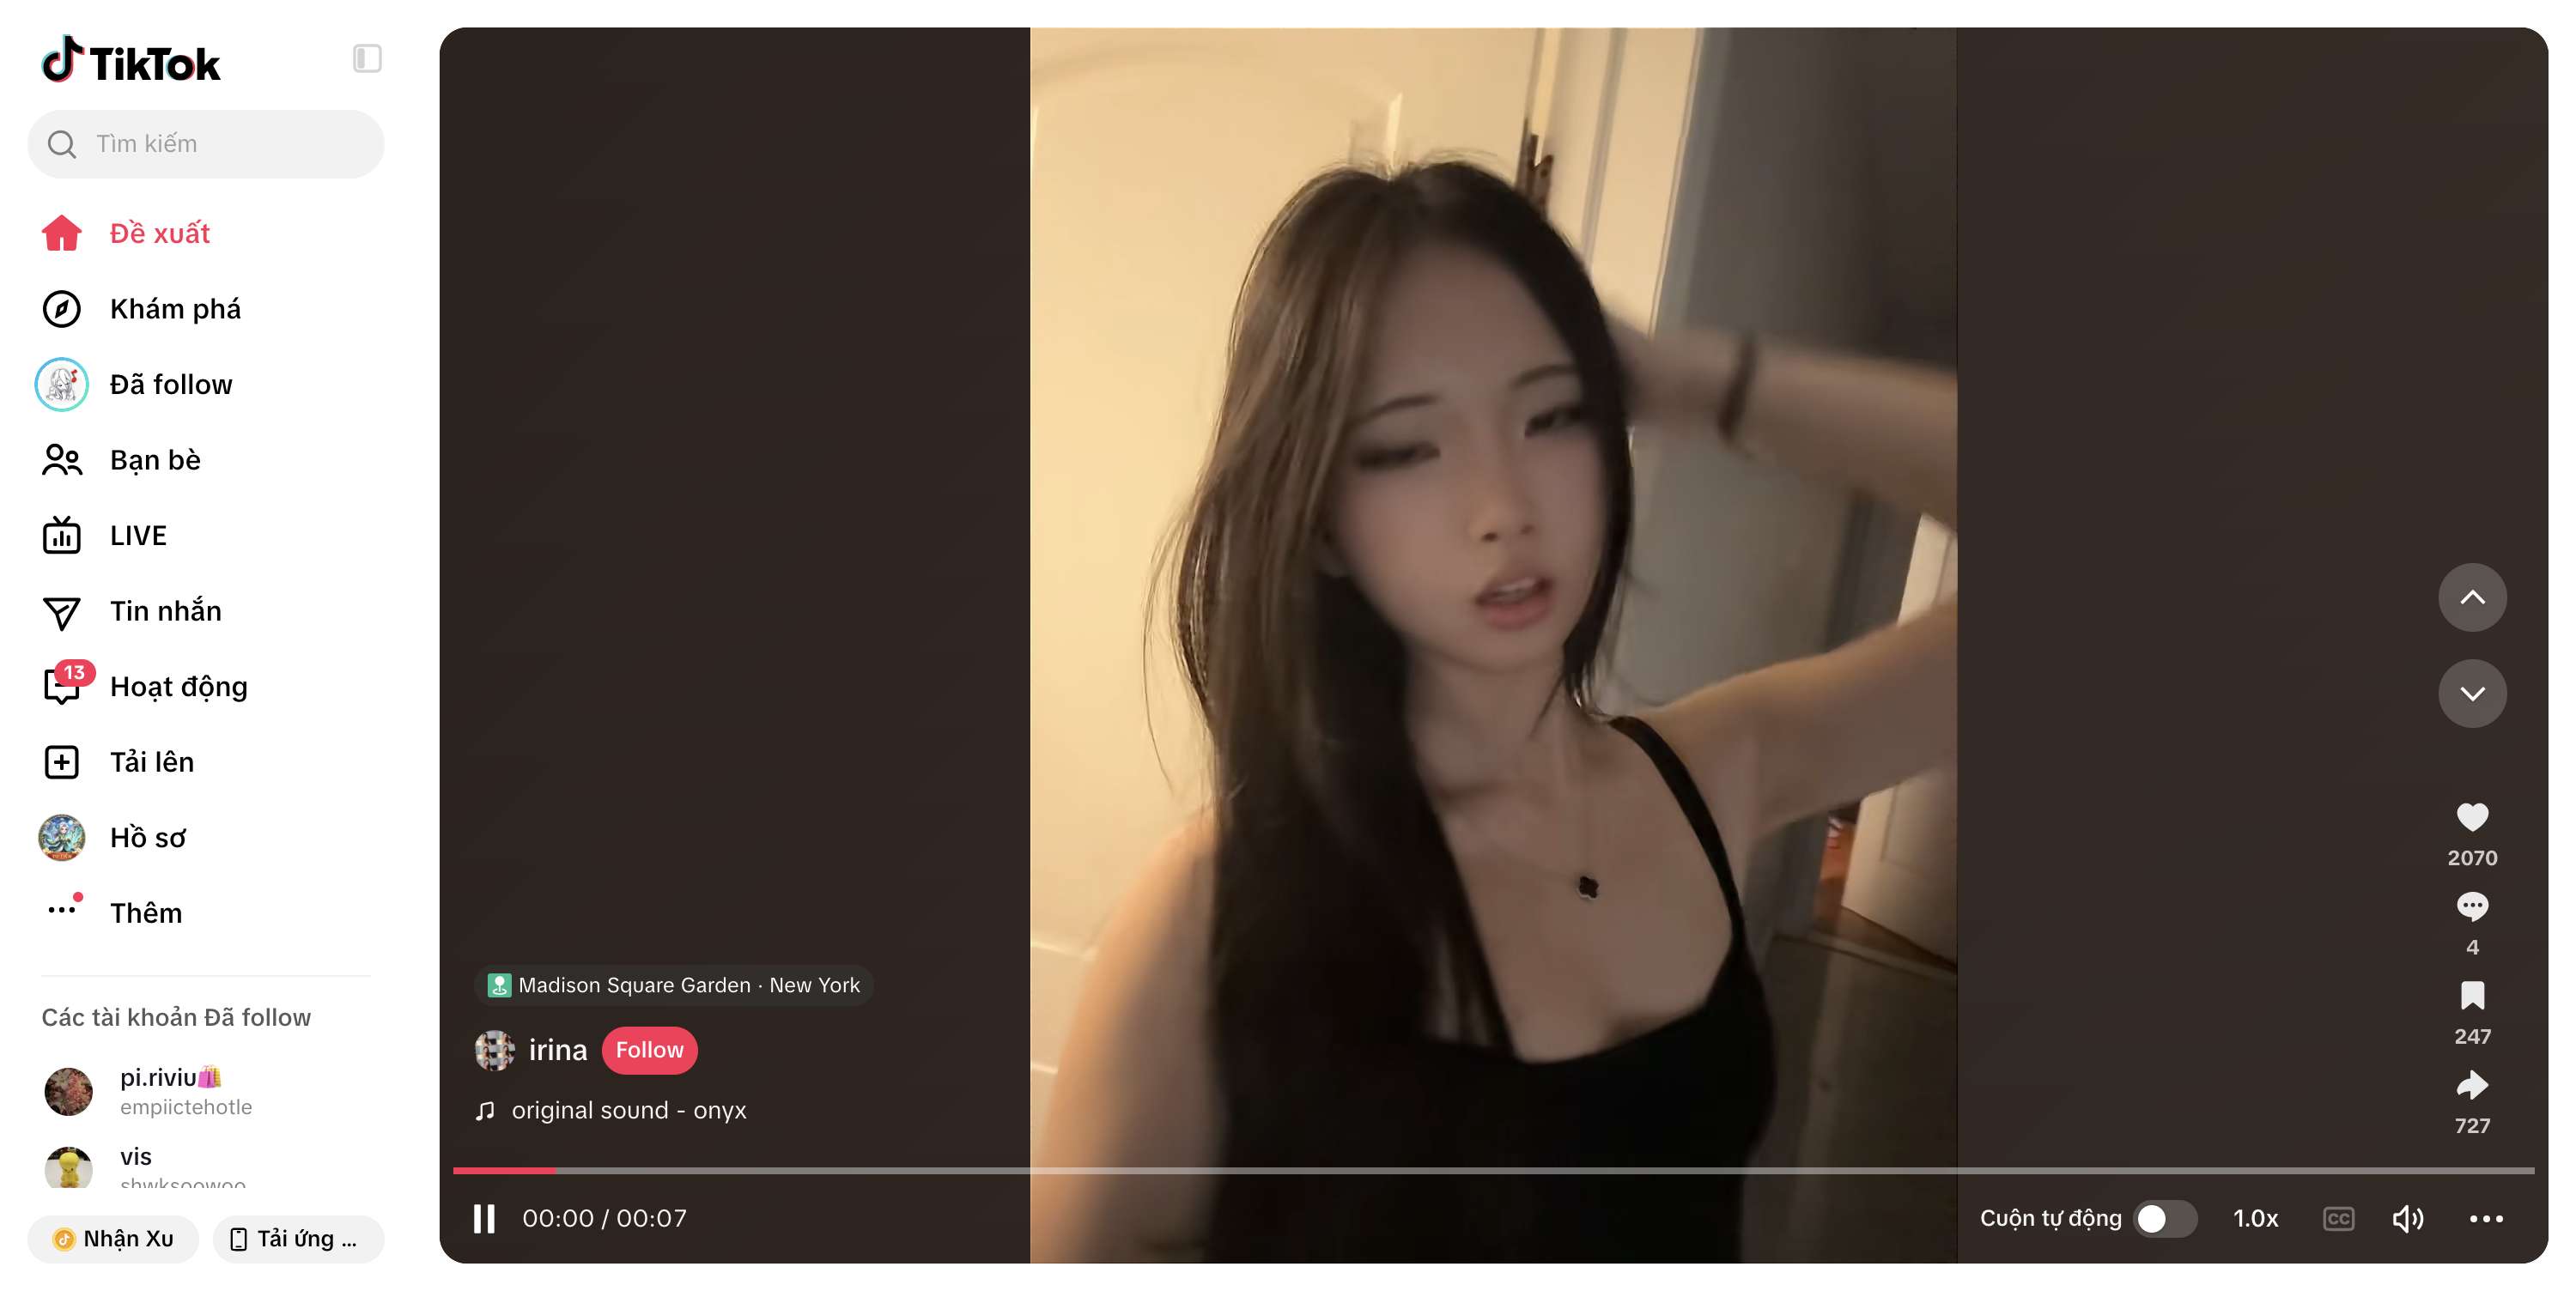 TikTok
Tìm kiếm
Đề xuất
Khám phá
Đã follow
Bạn bè
LIVE
Tin nhắn
13
Hoạt động
Tải lên
Hồ sơ
Thêm
Các tài khoản Đã follow
pi.riviu
empiictehotle
vis
shwksoowoo
Nhận Xu
Tải ứng ...
Madison Square Garden · New York
irina
Follow
original sound - onyx
00:00 / 00:07
2070
4
247
727
Cuộn tự động
1.0x
CC